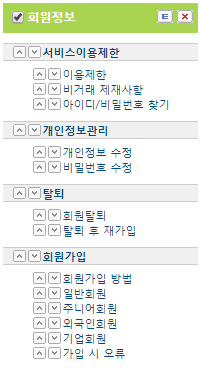 회원정보
서비스이용제한
이용제한
비거래 제재사항
아이디/비밀번호 찾기
개인정보관리
개인정보 수정
비밀번호 수정
탈퇴
회원탈퇴
탈퇴 후 재가입
회원가입
회원가입 방법
일반회원
주니어회원
외국인회원
기업회원
가입 시 오류